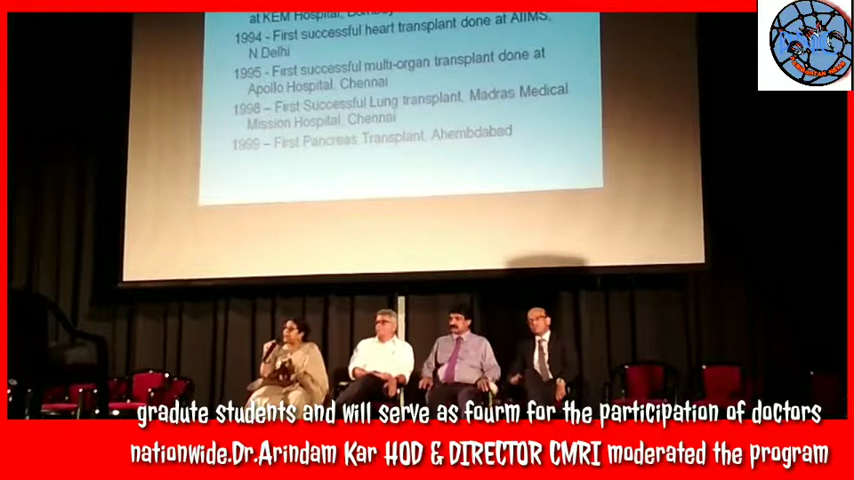 at KEM Hospital, Bombay
1994 - First successful heart transplant done at AIIMS,
N.Delhi
1995 - First successful multi-organ transplant done at
Apollo Hospital, Chennai
1998 – First Successful Lung transplant, Madras Medical
Mission Hospital, Chennai
1999 – First Pancreas Transplant, Ahembdabad
gradute students and will serve as fourm for the participation of doctors
nationwide.Dr.Arindam Kar HOD & DIRECTOR CMRI moderated the program